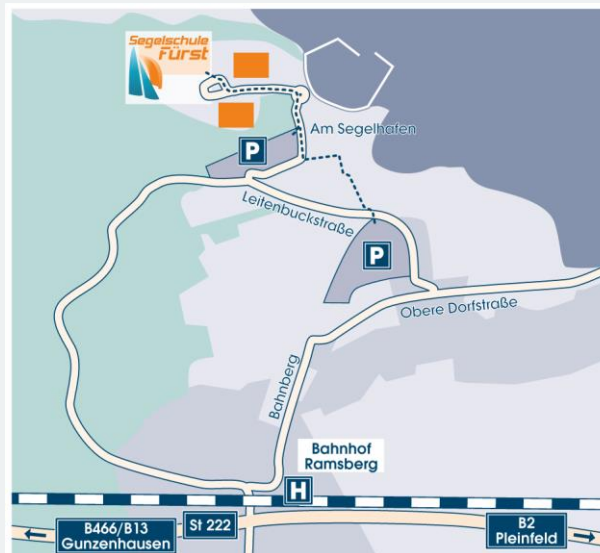 Segelschule
Fürst
Am Segelhafen
P
Leitenbuckstraße
P
Obere Dorfstraße
Bahnberg
Bahnhof
Ramsberg
H
B466/B13
Gunzenhausen
St 222
B2
Pleinfeld